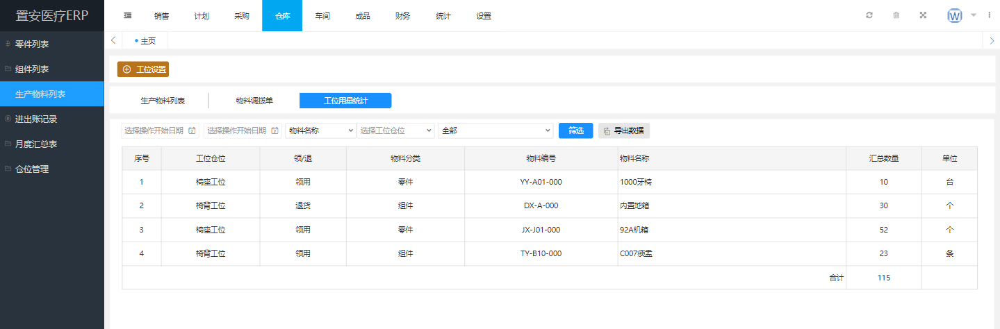 置安医疗ERP
销售 计划 采购 仓库 车间 成品 财务 统计 设置
W
零件列表
组件列表
生产物料列表
进出账记录
月度汇总表
仓位管理
主页
工位设置
生产物料列表 物料调拨单 工位用量统计
选择操作开始日期 选择操作开始日期 物料名称 选择工位仓位 全部 筛选 导出数据
序号 工位仓位 领/退 物料分类 物料编号 物料名称 汇总数量 单位
1 椅座工位 领用 零件 YY-A01-000 1000牙椅 10 台
2 椅背工位 退货 组件 DX-A-000 内置地箱 30 个
3 椅座工位 领用 零件 JX-J01-000 92A机箱 52 个
4 椅背工位 领用 组件 TY-B10-000 C007痰盂 23 条
合计 115